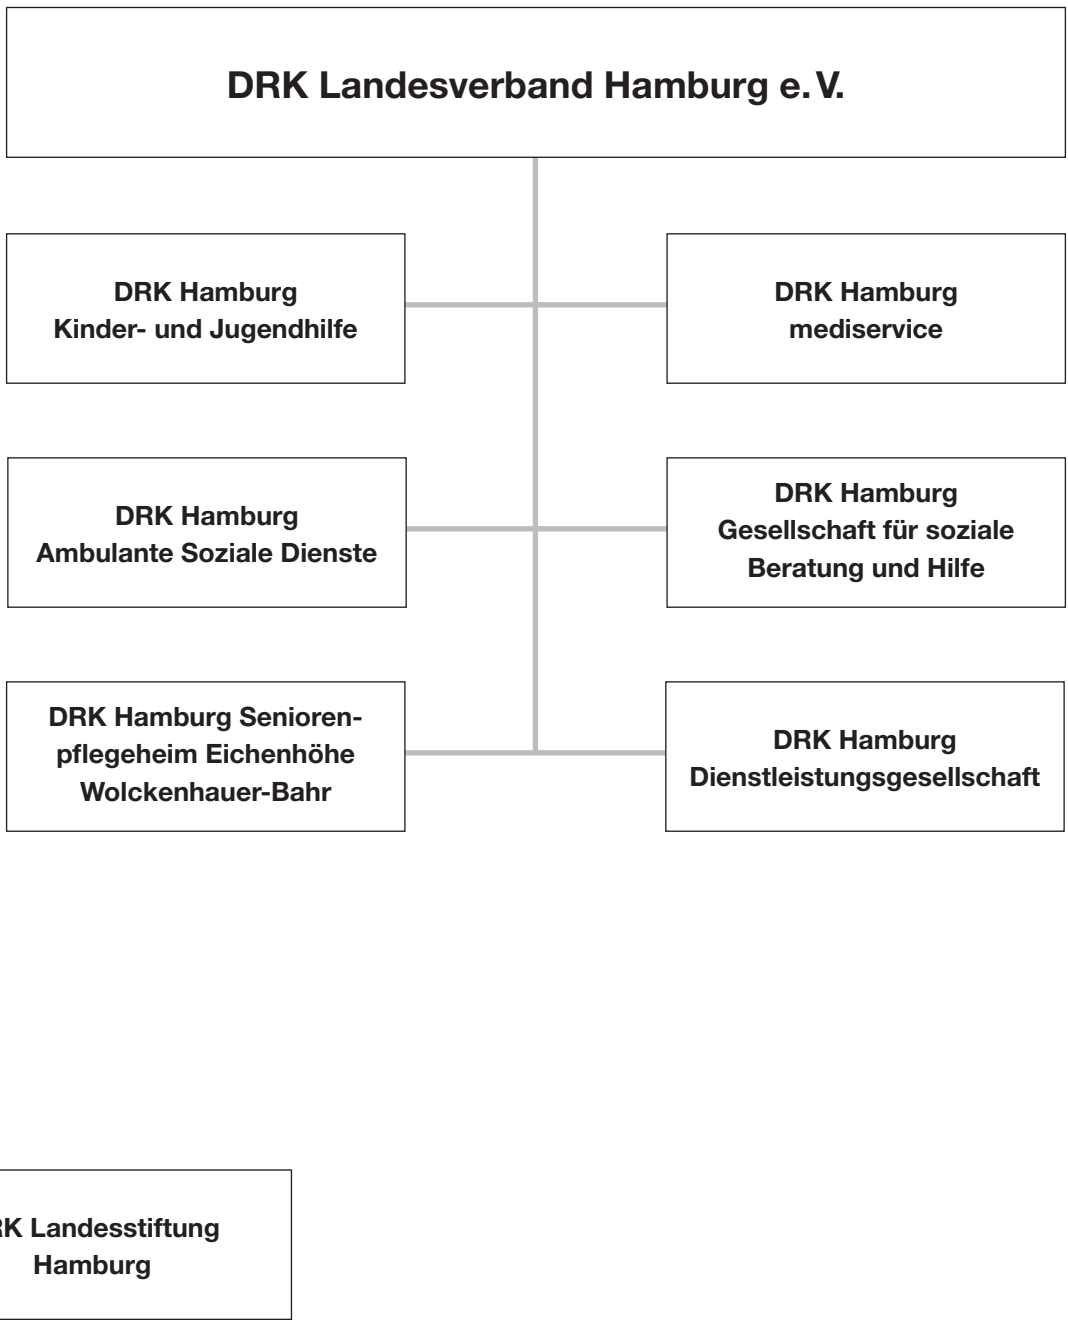 DRK Landesverband Hamburg e. V.
DRK Hamburg
Kinder- und Jugendhilfe
DRK Hamburg
mediservice
DRK Hamburg
Ambulante Soziale Dienste
DRK Hamburg
Gesellschaft für soziale
Beratung und Hilfe
DRK Hamburg Senioren-
pflegeheim Eichenhöhe
Wolckenhauer-Bahr
DRK Hamburg
Dienstleistungsgesellschaft
Landesstiftung
Hamburg